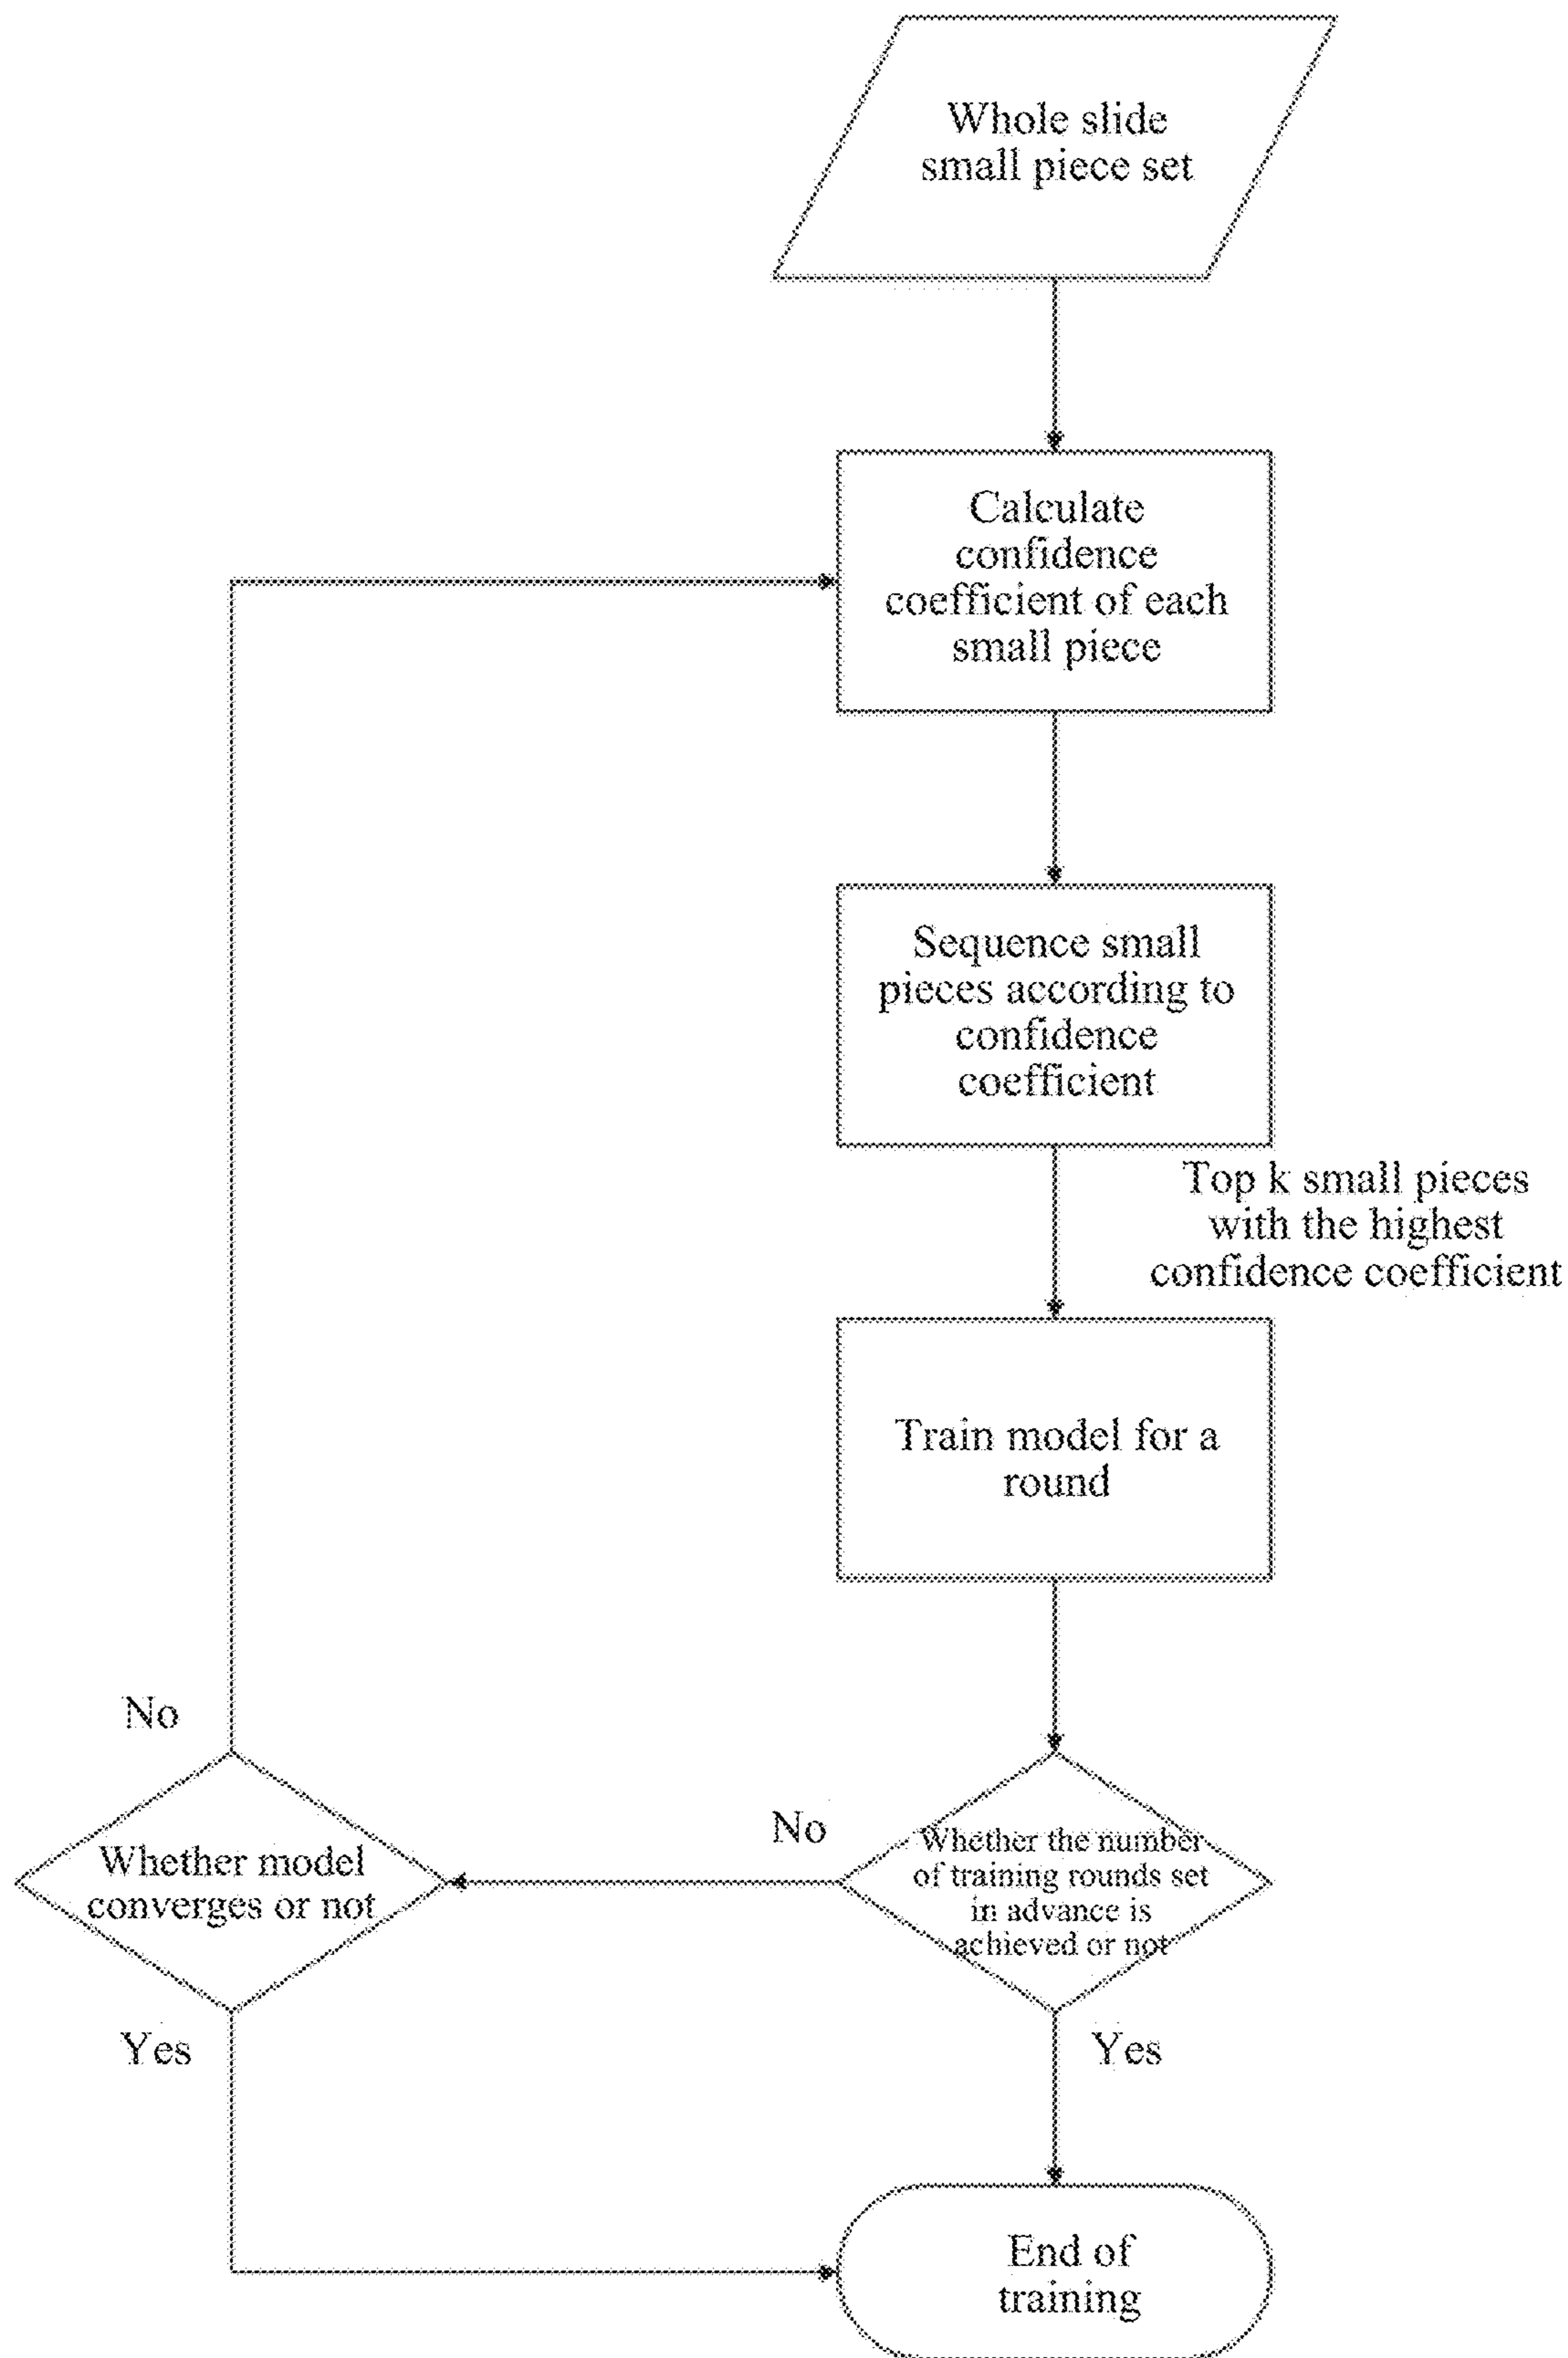 Whole slide
small piece set
Calculate
confidence
coefficient of each
small piece
Sequence small
pieces according to
confidence
coefficient
Top k small pieces
with the highest
confidence coefficient
Train model for a
round
No
Whether model
converges or not
Yes
No
Whether the number
of training rounds set
in advance is
achieved or not
Yes
End of
training